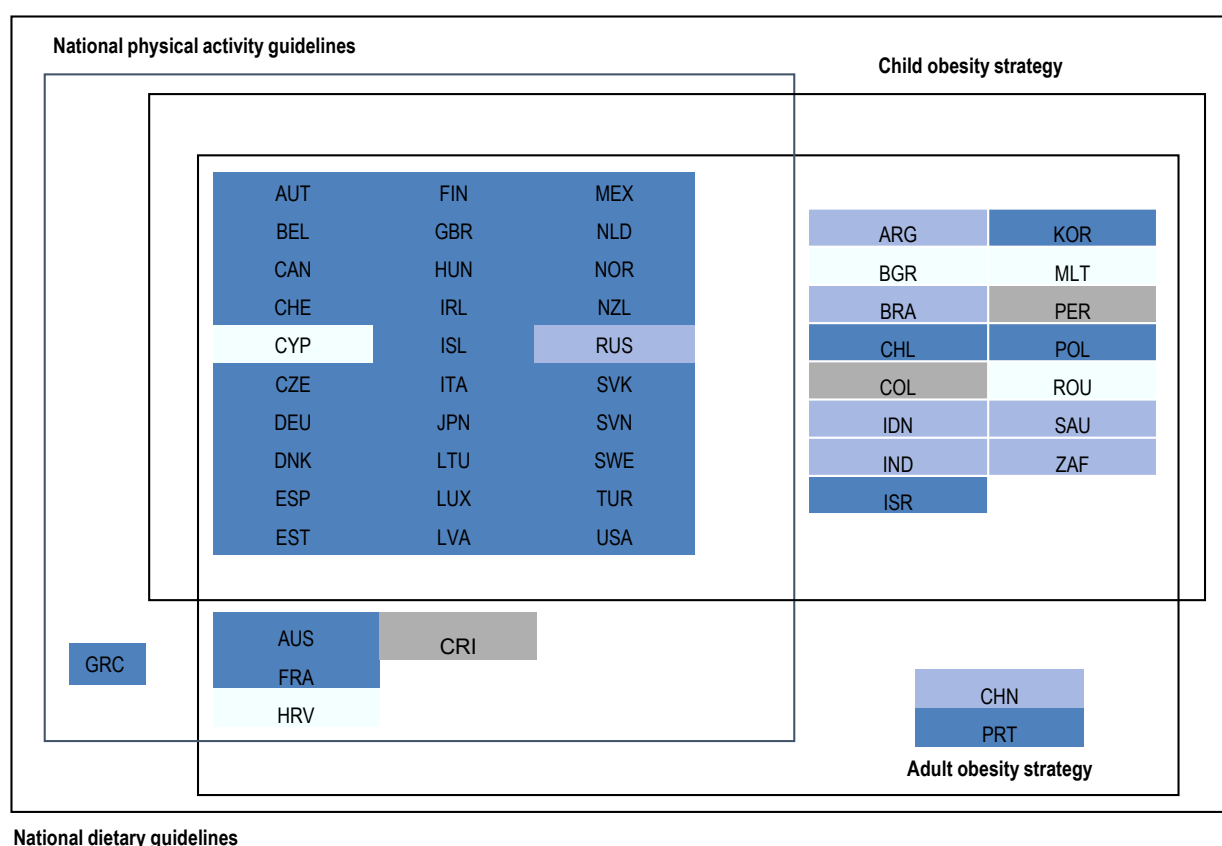 National physical activity guidelines
Child obesity strategy
AUT FIN MEX
BEL GBR NLD
CAN HUN NOR
CHE IRL NZL
CYP ISL RUS
CZE ITA SVK
DEU JPN SVN
DNK LTU SWE
ESP LUX TUR
EST LVA USA
ARG KOR
BGR MLT
BRA PER
CHL POL
COL ROU
IDN SAU
IND ZAF
ISR
GRC
AUS CRI
FRA
HRV
CHN
PRT
Adult obesity strategy
National dietary guidelines